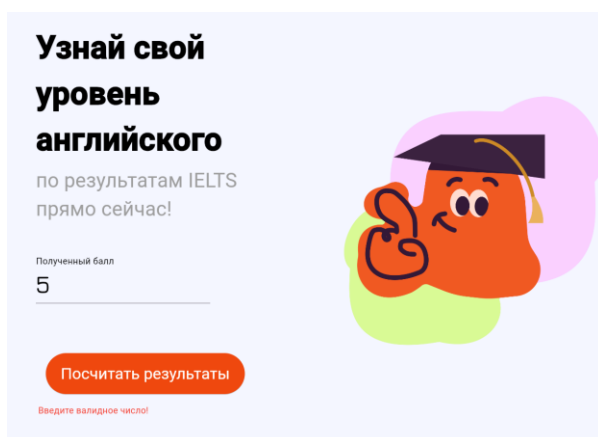 Узнай свой
уровень
английского
по результатам IELTS
прямо сейчас!
Полученный балл
5
Посчитать результаты
Введите валидное число!